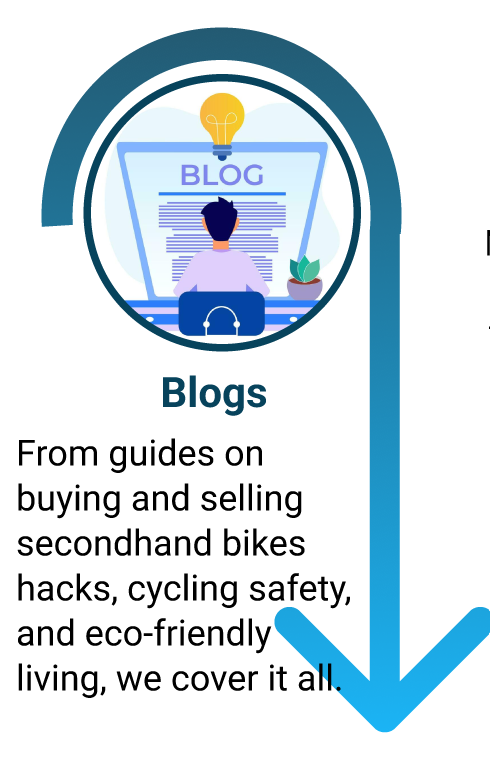 BLOG
Blogs
From guides on
buying and selling
secondhand bikes
hacks, cycling safety,
and eco-friendly
living, we cover it all.